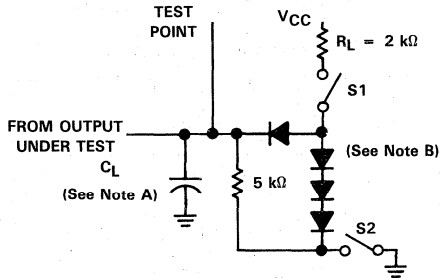 TEST
POINT
VCC
RL = 2 kΩ
S1
FROM OUTPUT
UNDER TEST
CL
(See Note A)
5 kΩ
(See Note B)
S2